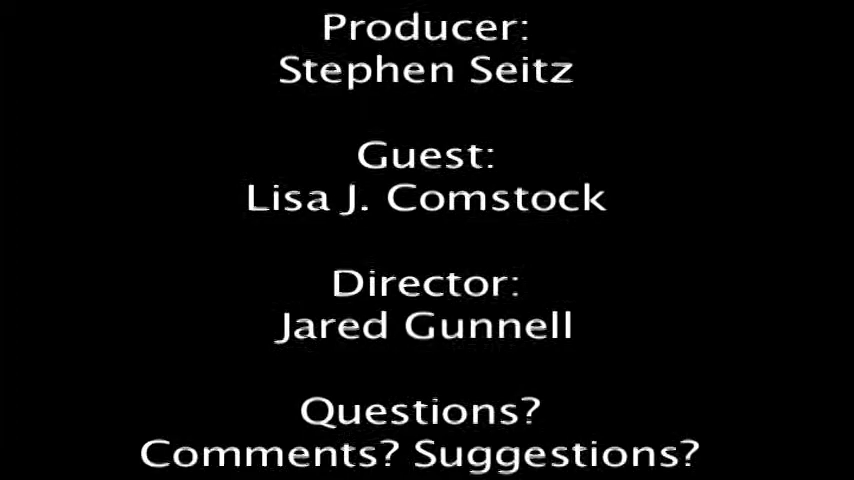 Producer:
Stephen Seitz
Guest:
Lisa J. Comstock
Director:
Jared Gunnell
Questions?
Comments? Suggestions?